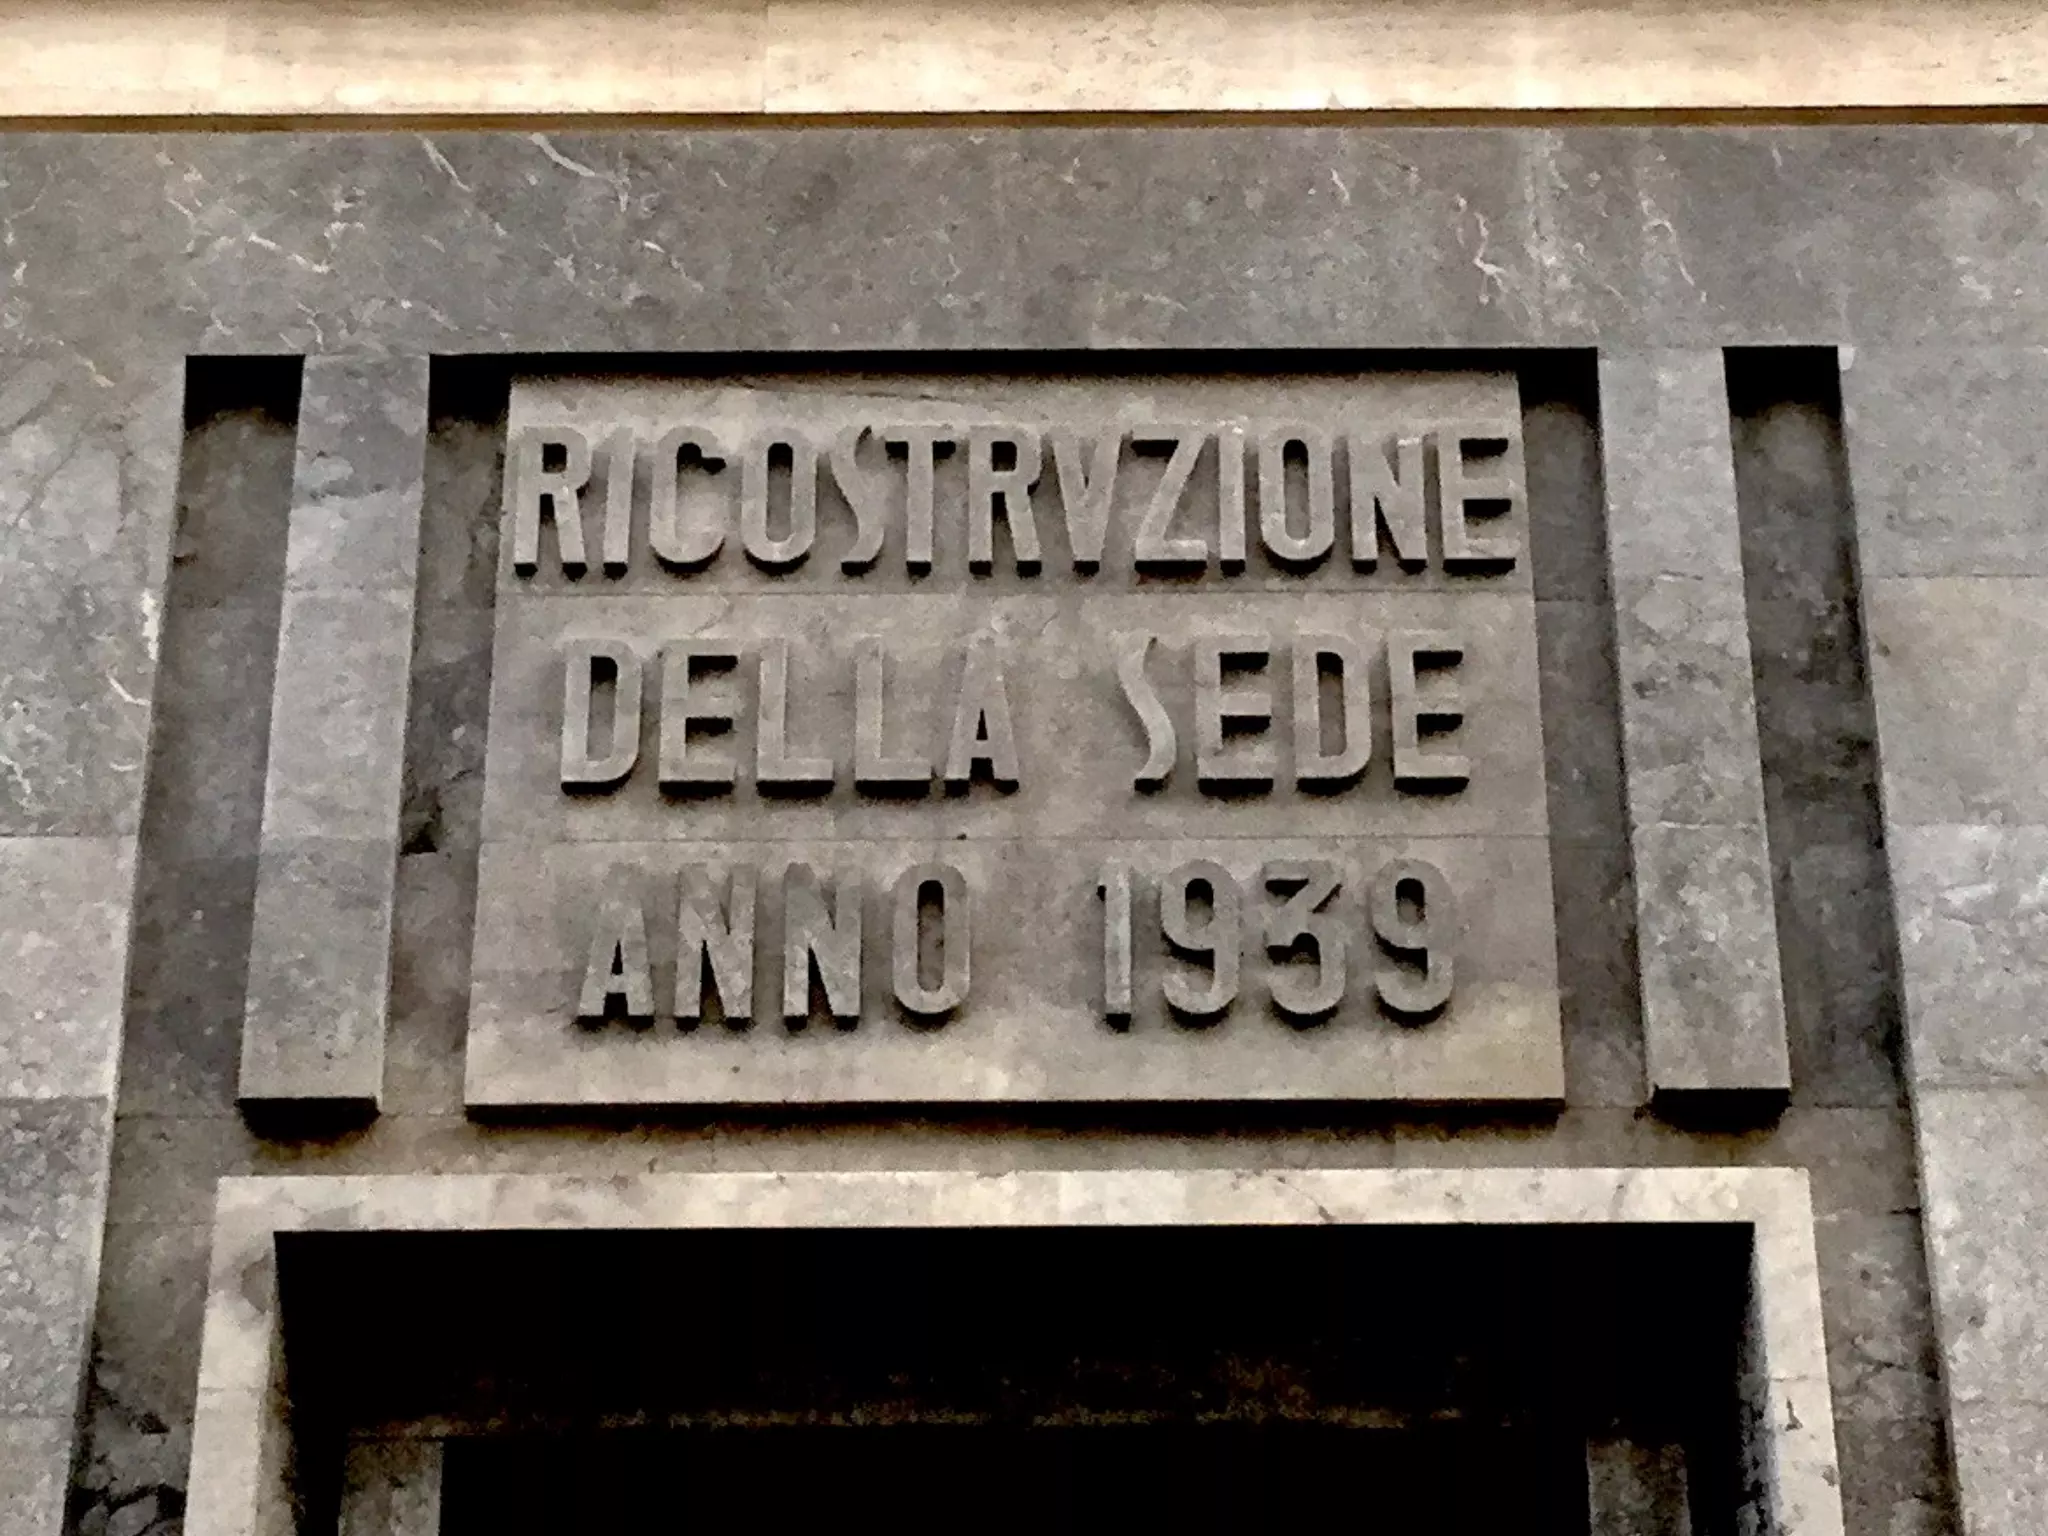 RICOSTRVZIONE
DELLA SEDE
ANNO 1939